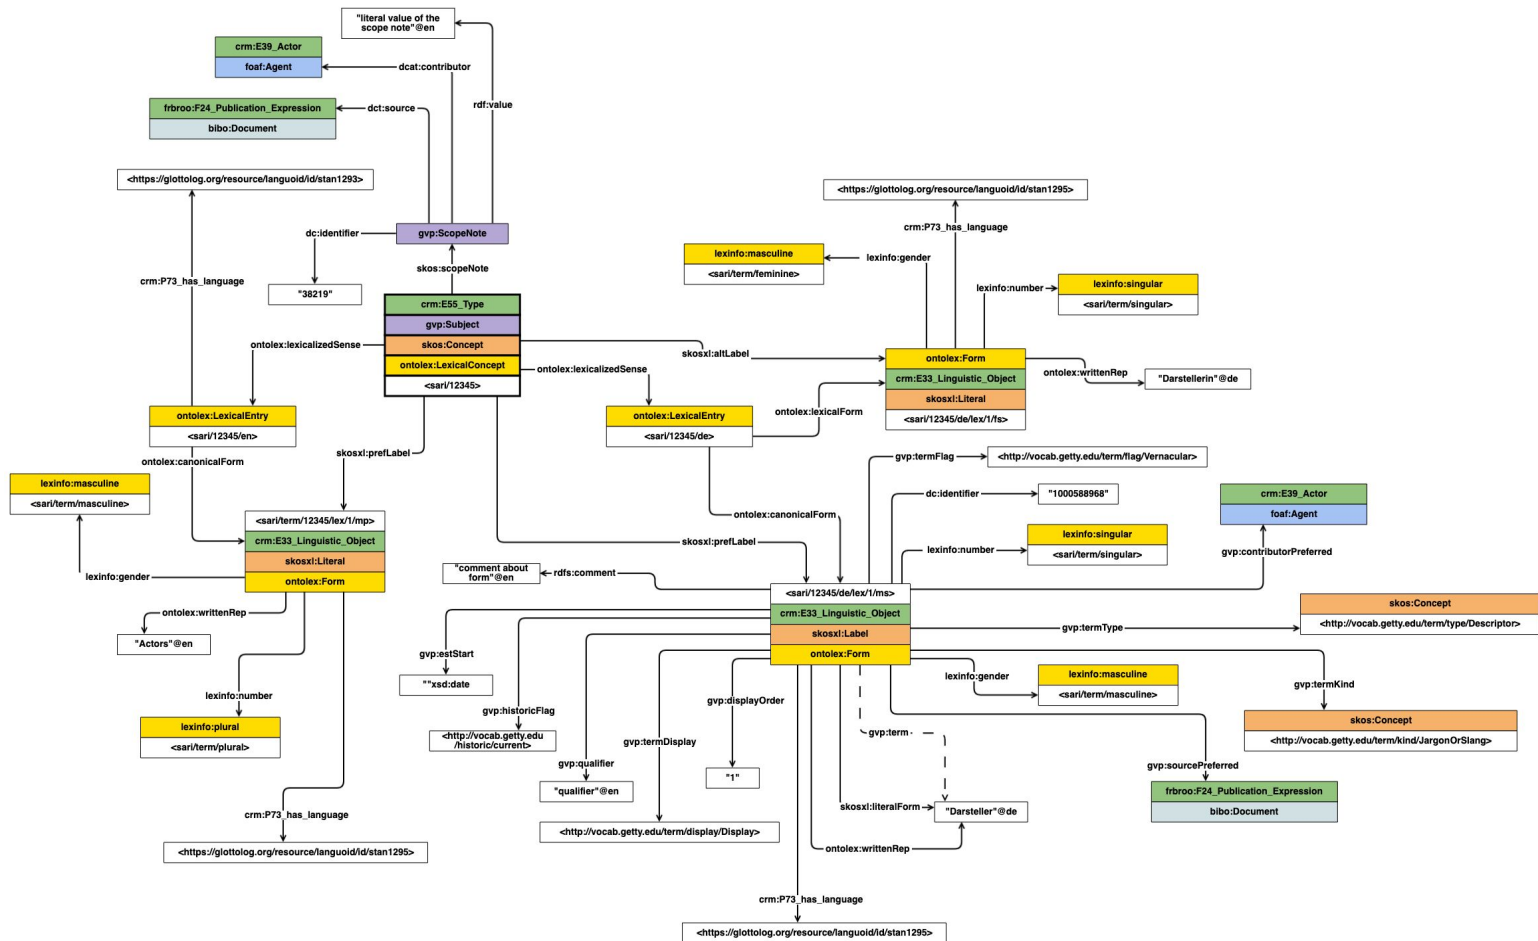 "literal value of the
scope note"@en
crm:E39_Actor
foaf:Agent
dcat:contributor
rdf:value
frbroo:F24_Publication_Expression
bibo:Document
dct:source
<https://glottolog.org/resource/languoid/id/stan1293>
<https://glottolog.org/resource/languoid/id/stan1295>
dc:identifier
gvp:ScopeNote
crm:P73_has_language
lexinfo:masculine
<sari/term/feminine>
lexinfo:gender
skos:scopeNote
crm:P73_has_language
"38219"
lexinfo:number
lexinfo:singular
<sari/term/singular>
crm:E55_Type
gvp:Subject
skos:Concept
ontolex:LexicalConcept
<sari/12345>
ontolex:lexicalizedSense
skosxl:altLabel
ontolex:lexicalizedSense
ontolex:Form
crm:E33_Linguistic_Object
skosxl:Literal
<sari/12345/de/lex/1/fs>
ontolex:writtenRep
"Darstellerin"@de
ontolex:LexicalEntry
<sari/12345/en>
ontolex:LexicalEntry
<sari/12345/de>
ontolex:lexicalForm
ontolex:canonicalForm
skosxl:prefLabel
gvp:termFlag
<http://vocab.getty.edu/term/flag/Vernacular>
lexinfo:masculine
<sari/term/masculine>
dc:identifier
"1000588968"
crm:E39_Actor
foaf:Agent
ontolex:canonicalForm
<sari/term/12345/lex/1/mp>
crm:E33_Linguistic_Object
skosxl:Literal
ontolex:Form
skosxl:prefLabel
lexinfo:number
lexinfo:singular
<sari/term/singular>
gvp:contributorPreferred
lexinfo:gender
"comment about
form"@en
rdfs:comment
<sari/12345/de/lex/1/ms>
crm:E33_Linguistic_Object
skosxl:Label
ontolex:Form
skos:Concept
<http://vocab.getty.edu/term/type/Descriptor>
gvp:termType
ontolex:writtenRep
"Actors"@en
gvp:estStart
""xsd:date
lexinfo:gender
lexinfo:masculine
<sari/term/masculine>
gvp:termKind
lexinfo:number
lexinfo:plural
<sari/term/plural>
gvp:historicFlag
<http://vocab.getty.edu
/historic/current>
gvp:displayOrder
gvp:termDisplay
gvp:term
skos:Concept
<http://vocab.getty.edu/term/kind/JargonOrSlang>
gvp:qualifier
"qualifier"@en
"1"
gvp:sourcePreferred
frbroo:F24_Publication_Expression
bibo:Document
skosxl:literalForm
"Darsteller"@de
crm:P73_has_language
<https://glottolog.org/resource/languoid/id/stan1295>
<http://vocab.getty.edu/term/display/Display>
ontolex:writtenRep
crm:P73_has_language
<https://glottolog.org/resource/languoid/id/stan1295>